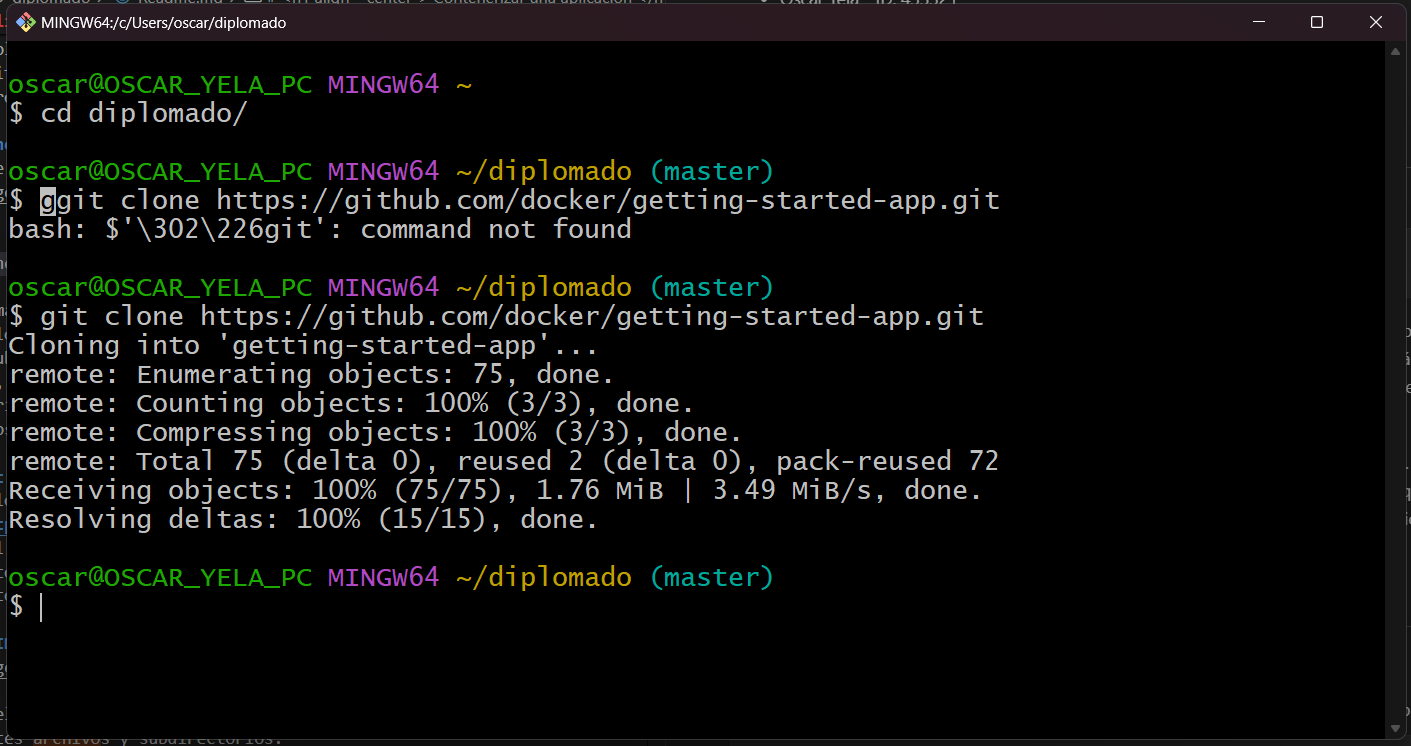 MINGW64:/c/Users/oscar/diplomado
oscar@OSCAR_YELA_PC MINGW64 ~
$ cd diplomado/
oscar@OSCAR_YELA_PC MINGW64 ~/diplomado (master)
$ ggit clone https://github.com/docker/getting-started-app.git
bash: $'\302\226git': command not found
oscar@OSCAR_YELA_PC MINGW64 ~/diplomado (master)
$ git clone https://github.com/docker/getting-started-app.git
Cloning into 'getting-started-app'...
remote: Enumerating objects: 75, done.
remote: Counting objects: 100% (3/3), done.
remote: Compressing objects: 100% (3/3), done.
remote: Total 75 (delta 0), reused 2 (delta 0), pack-reused 72
Receiving objects: 100% (75/75), 1.76 MiB | 3.49 MiB/s, done.
Resolving deltas: 100% (15/15), done.
oscar@OSCAR_YELA_PC MINGW64 ~/diplomado (master)
$
archivos y subdirectorios.